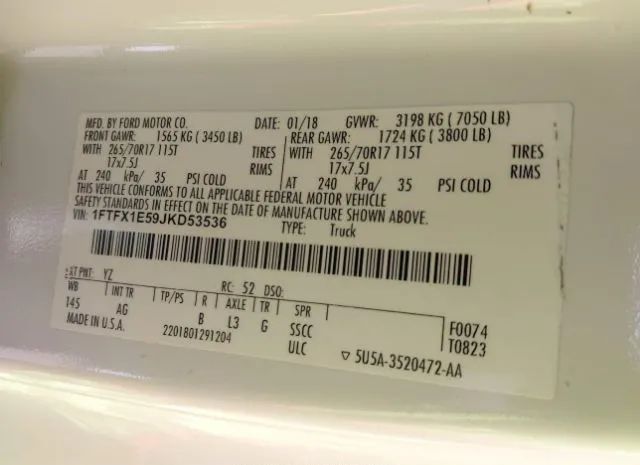 MFD. BY FORD MOTOR CO. DATE: 01/18 GVWR: 3198 KG ( 7050 LB)
FRONT GAWR: 1565 KG ( 3450 LB) REAR GAWR: 1724 KG ( 3800 LB)
WITH 265/70R17 115T TIRES WITH 265/70R17 115T TIRES
17x7.5J RIMS 17x7.5J RIMS
AT 240 kPa/ 35 PSI COLD AT 240 kPa/ 35 PSI COLD
THIS VEHICLE CONFORMS TO ALL APPLICABLE FEDERAL MOTOR VEHICLE
SAFETY STANDARDS IN EFFECT ON THE DATE OF MANUFACTURE SHOWN ABOVE.
VIN: 1FTFX1E59JKD53536 TYPE: Truck
EXT PNT: YZ RC: 52 DSO:
WB INT TR TP/PS R AXLE TR SPR
145 AG B L3 G SSCC F0074
MADE IN U.S.A. 2201801291204 ULC T0823
▽ 5U5A-3520472-AA